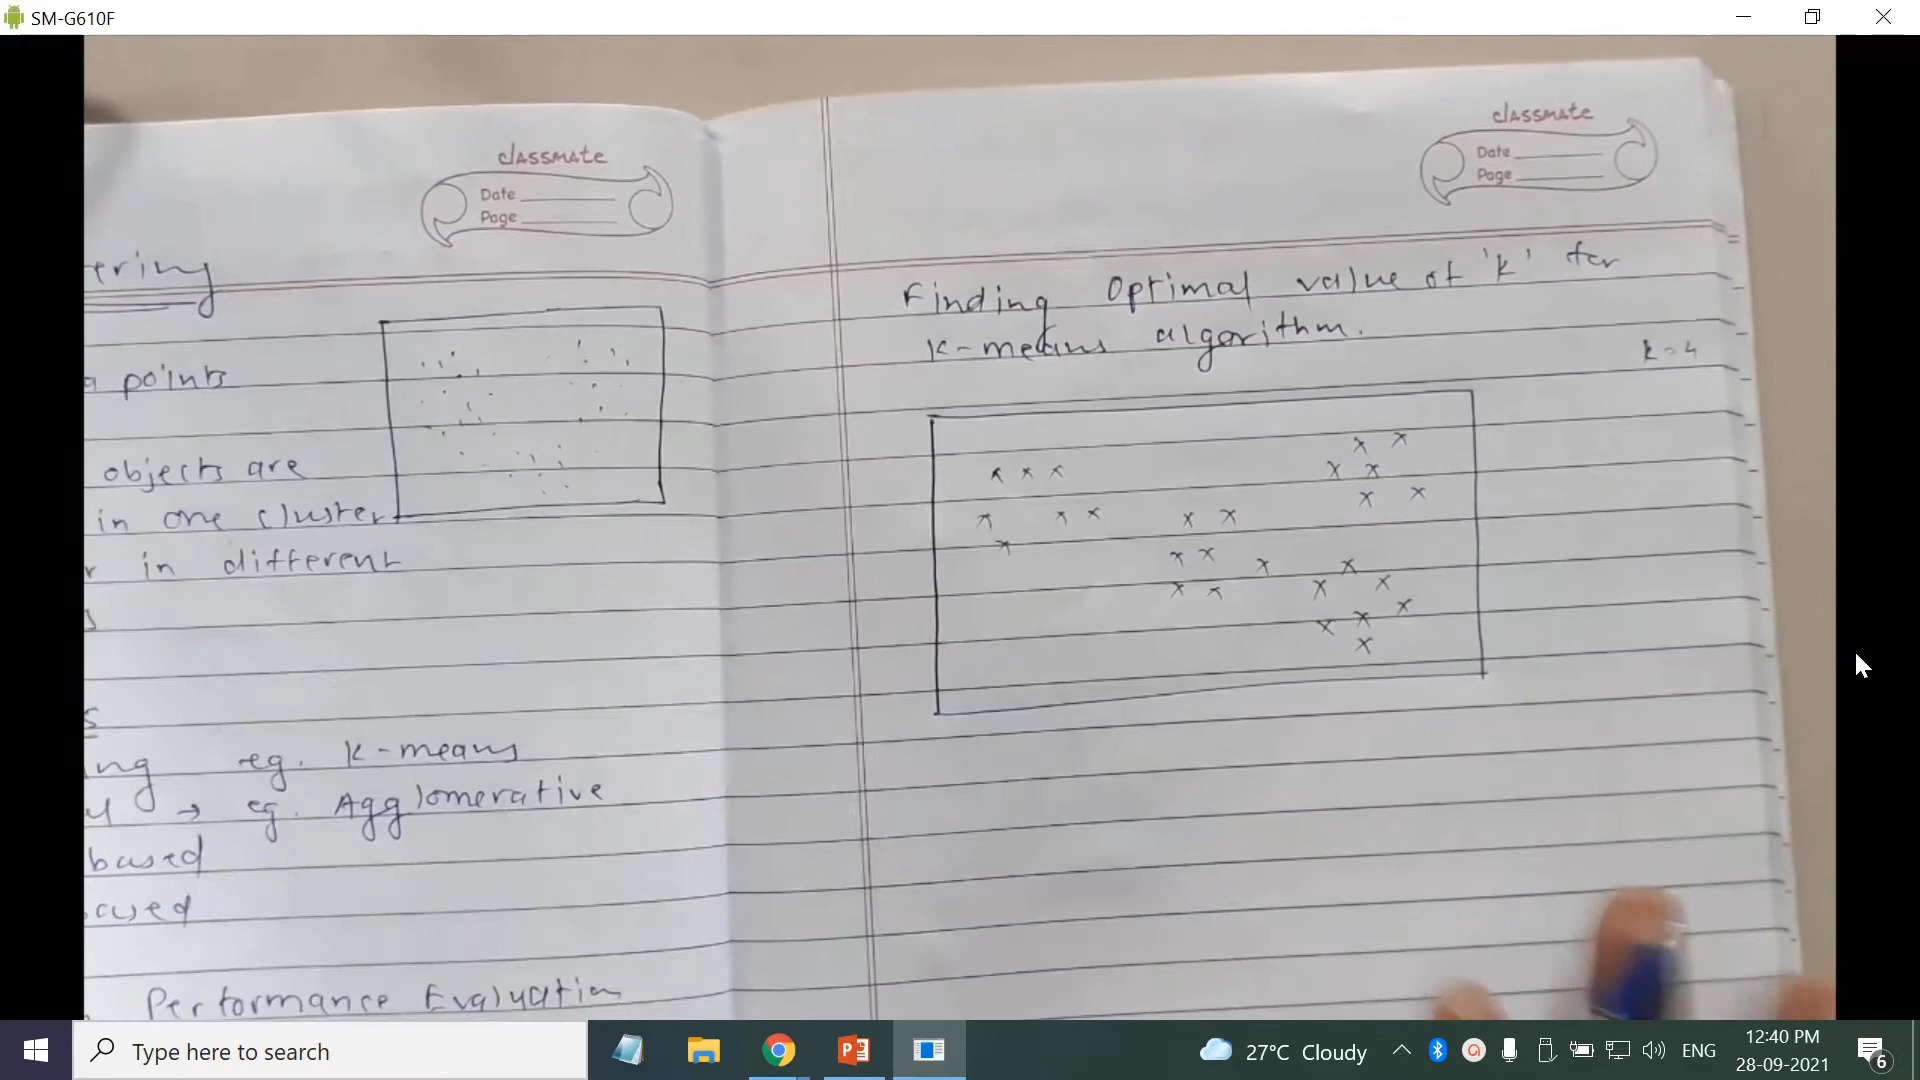 SM-G610F
classmate
Date
Page
tering
points
objects are
in one cluster
in different
ng eg. k-means
→ eg. Agglomerative
based
Performance Evaluation
classmate
Date
Page
Finding Optimal value of 'k' for
k-means algorithm.
k=4
Type here to search
27°C Cloudy
ENG
12:40 PM
28-09-2021
6